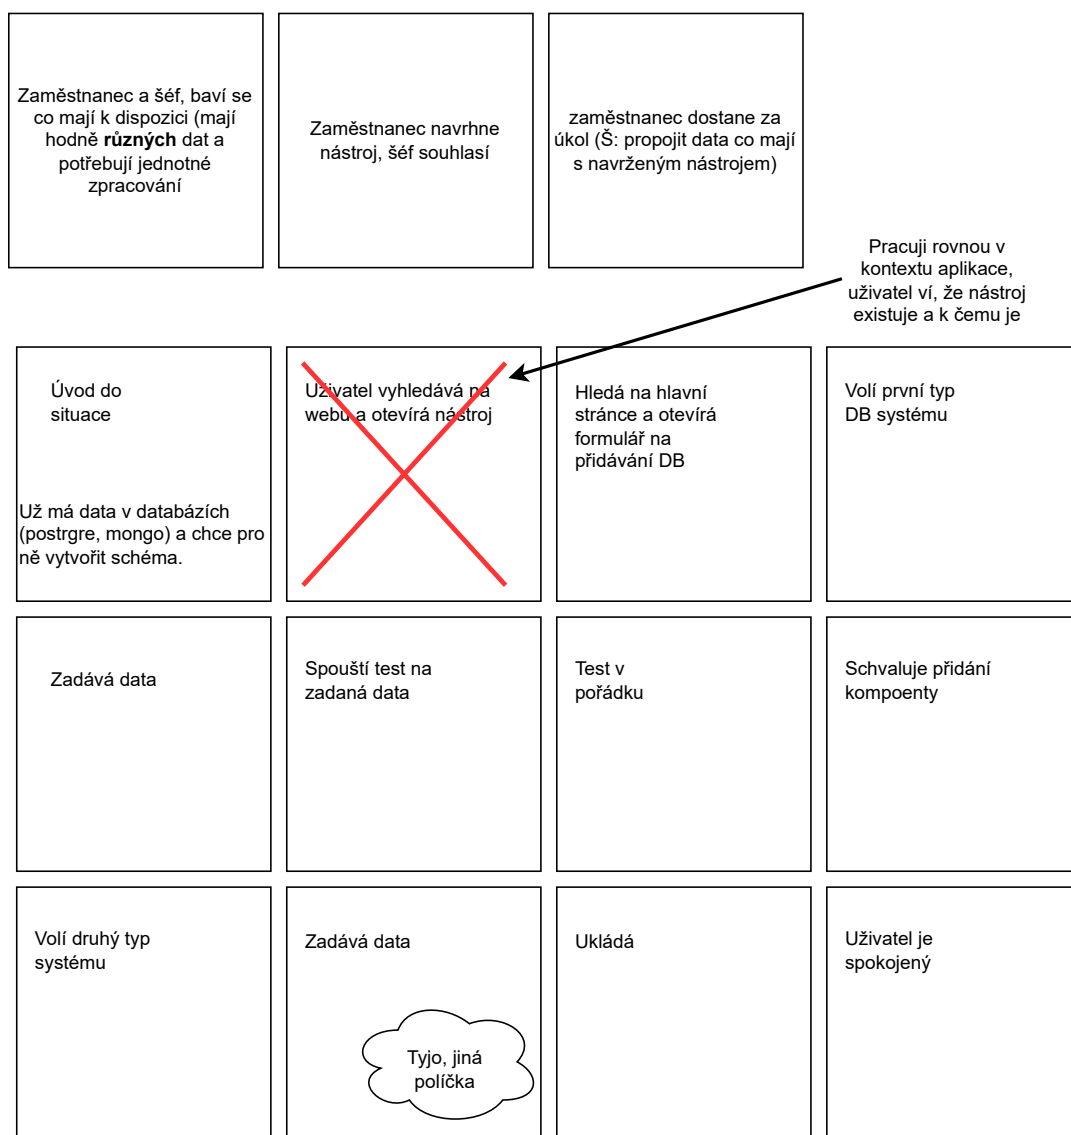 Zaměstnanec a šéf, baví se
co mají k dispozici (mají
hodně různých dat a
potřebují jednotné
zpracování
Zaměstnanec navrhne
nástroj, šéf souhlasí
zaměstnanec dostane za
úkol (Š: propojit data co mají
s navrženým nástrojem)
Pracuji rovnou v
kontextu aplikace,
uživatel ví, že nástroj
existuje a k čemu je
Úvod do
situace
Už má data v databázích
(postrgre, mongo) a chce pro
ně vytvořit schéma.
Uživatel vyhledává na
webu a otevírá nástroj
Hledá na hlavní
stránce a otevírá
formulář na
přidávání DB
Volí první typ
DB systému
Zadává data
Spouští test na
zadaná data
Test v
pořádku
Schvaluje přidání
kompoenty
Volí druhý typ
systému
Zadává data
Tyjo, jiná
políčka
Ukládá
Uživatel je
spokojený